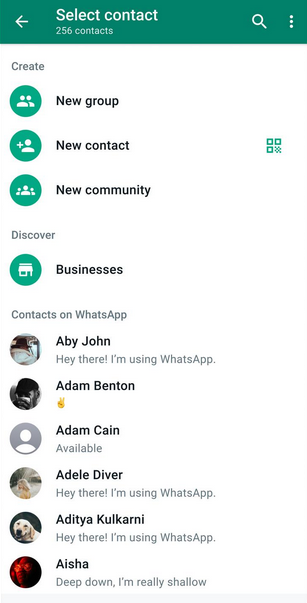 Select contact
256 contacts
Create
New group
New contact
New community
Discover
Businesses
Contacts on WhatsApp
Aby John
Hey there! I'm using WhatsApp.
Adam Benton
✌️
Adam Cain
Available
Adele Diver
Hey there! I'm using WhatsApp.
Aditya Kulkarni
Hey there! I'm using WhatsApp.
Aisha
Deep down, I'm really shallow